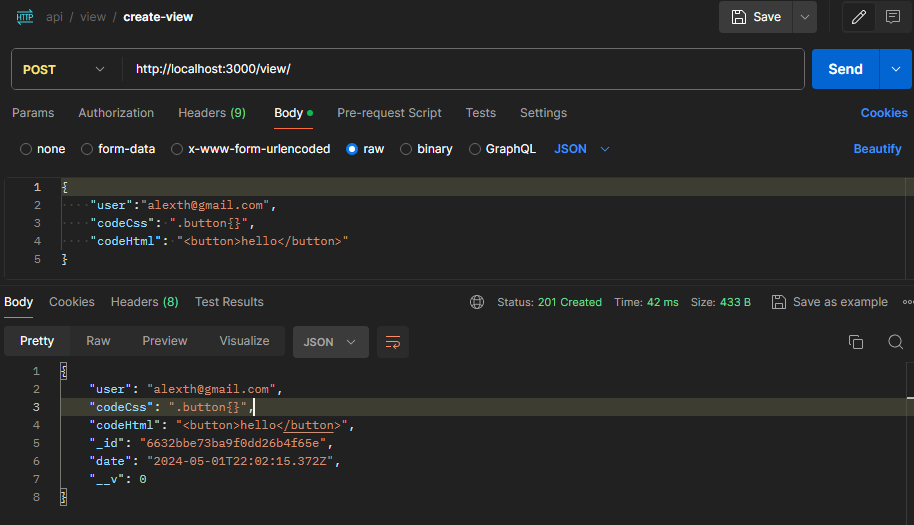 HTTP api / view / create-view Save
POST http://localhost:3000/view/ Send
Params Authorization Headers (9) Body Pre-request Script Tests Settings Cookies
none form-data x-www-form-urlencoded raw binary GraphQL JSON Beautify
1 {
2 "user":"alexth@gmail.com",
3 "codeCss": ".button{}",
4 "codeHtml": "<button>hello</button>"
5 }
Body Cookies Headers (8) Test Results Status: 201 Created Time: 42 ms Size: 433 B Save as example
Pretty Raw Preview Visualize JSON
1 {
2 "user": "alexth@gmail.com",
3 "codeCss": ".button{}",
4 "codeHtml": "<button>hello</button>",
5 "_id": "6632bbe73ba9f0dd26b4f65e",
6 "date": "2024-05-01T22:02:15.372Z",
7 "__v": 0
8 }